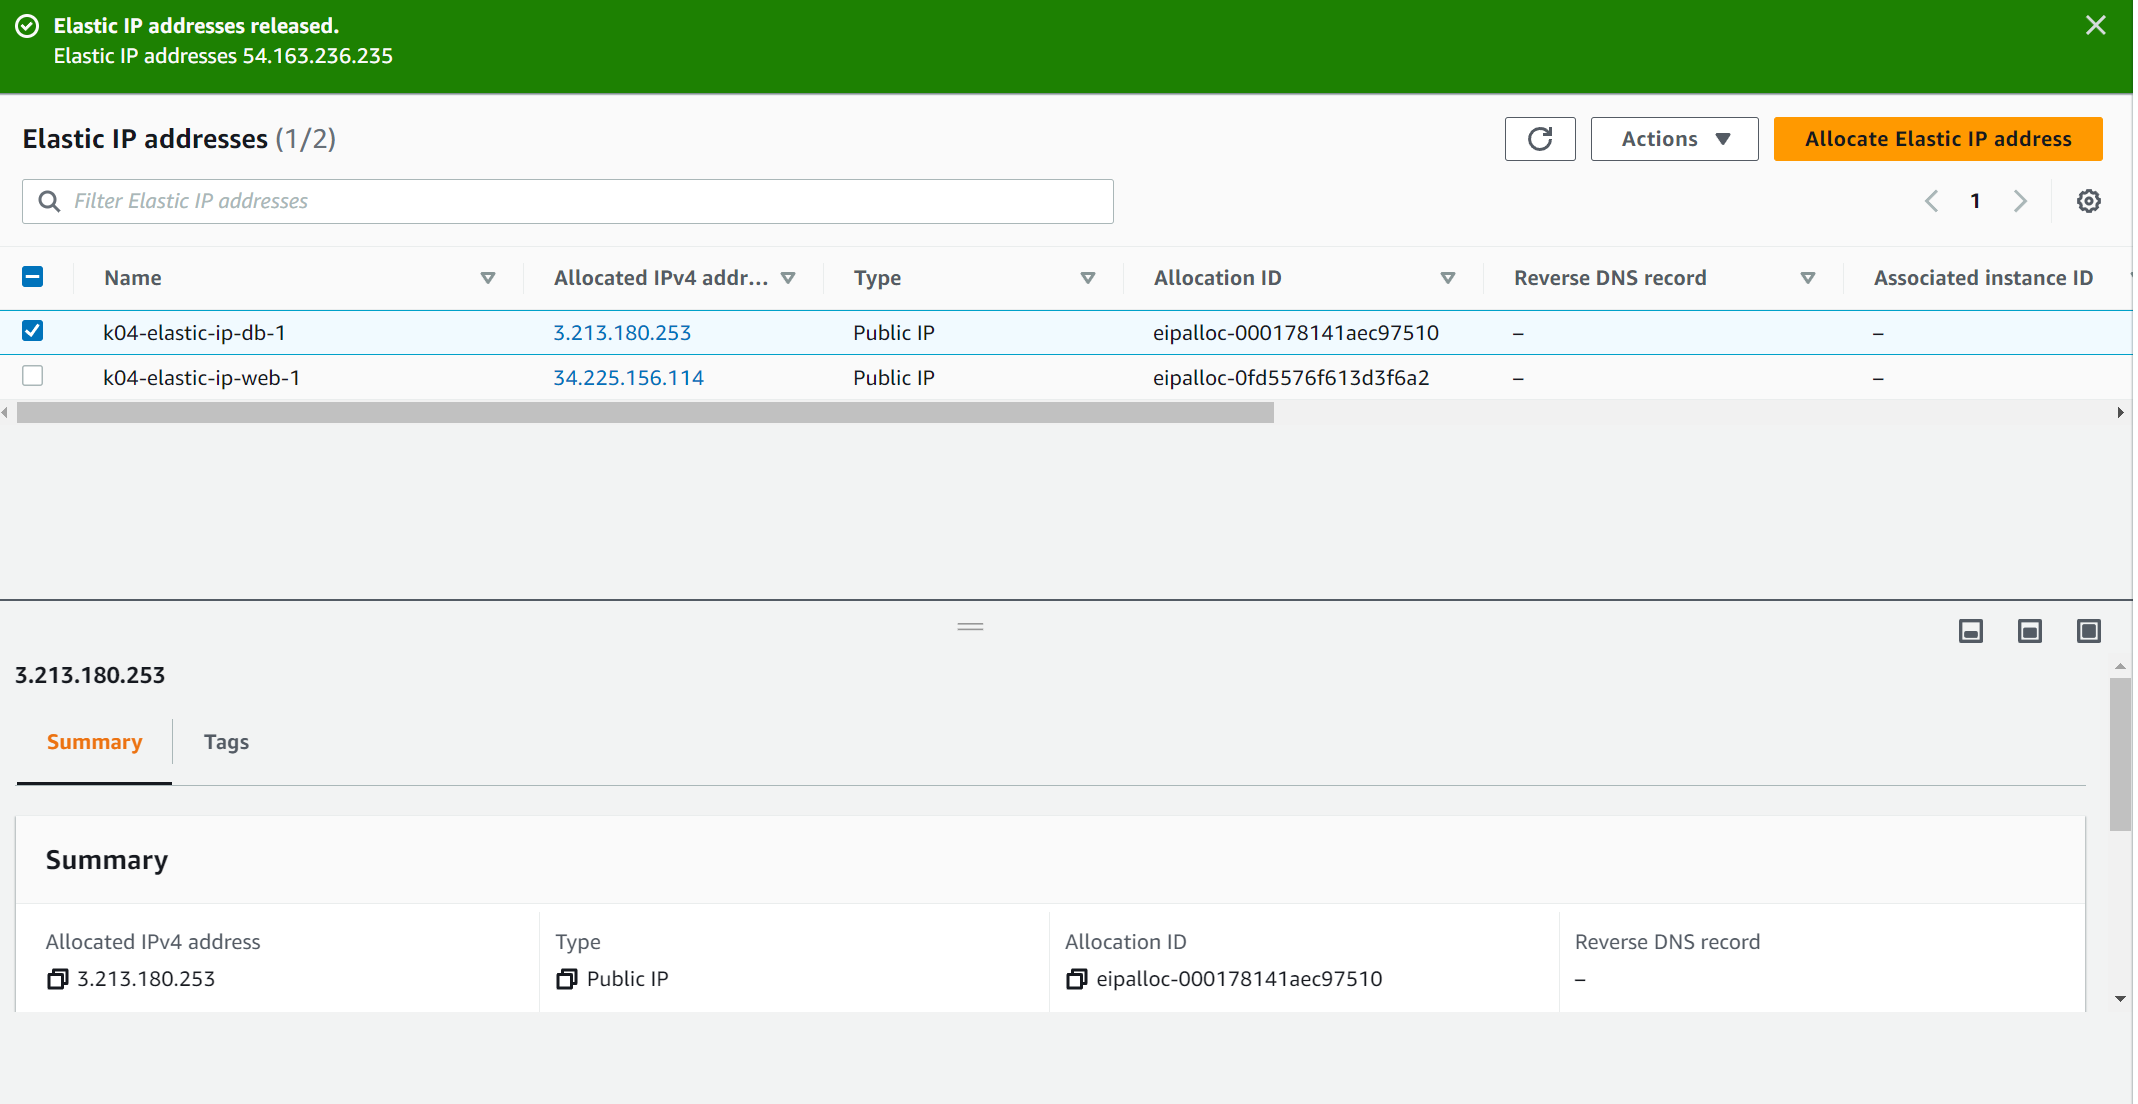 Elastic IP addresses released.
Elastic IP addresses 54.163.236.235
Elastic IP addresses (1/2)
Actions
Allocate Elastic IP address
Filter Elastic IP addresses
1
Name Allocated IPv4 addr... Type Allocation ID Reverse DNS record Associated instance ID
k04-elastic-ip-db-1 3.213.180.253 Public IP eipalloc-000178141aec97510 – –
k04-elastic-ip-web-1 34.225.156.114 Public IP eipalloc-0fd5576f613d3f6a2 – –
3.213.180.253
Summary Tags
Summary
Allocated IPv4 address Type Allocation ID Reverse DNS record
3.213.180.253 Public IP eipalloc-000178141aec97510 –